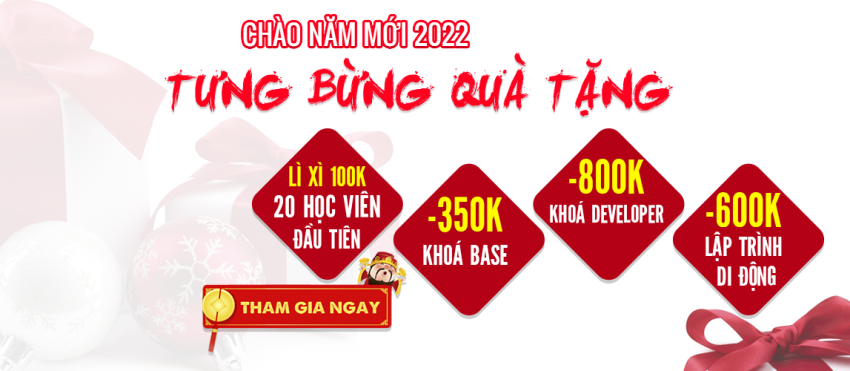 CHÀO NĂM MỚI 2022
TƯNG BỪNG QUÀ TẶNG
LÌ XÌ 100K
20 HỌC VIÊN
ĐẦU TIÊN
-350K
KHOÁ BASE
-800K
KHOÁ DEVELOPER
-600K
LẬP TRÌNH
DI ĐỘNG
THAM GIA NGAY